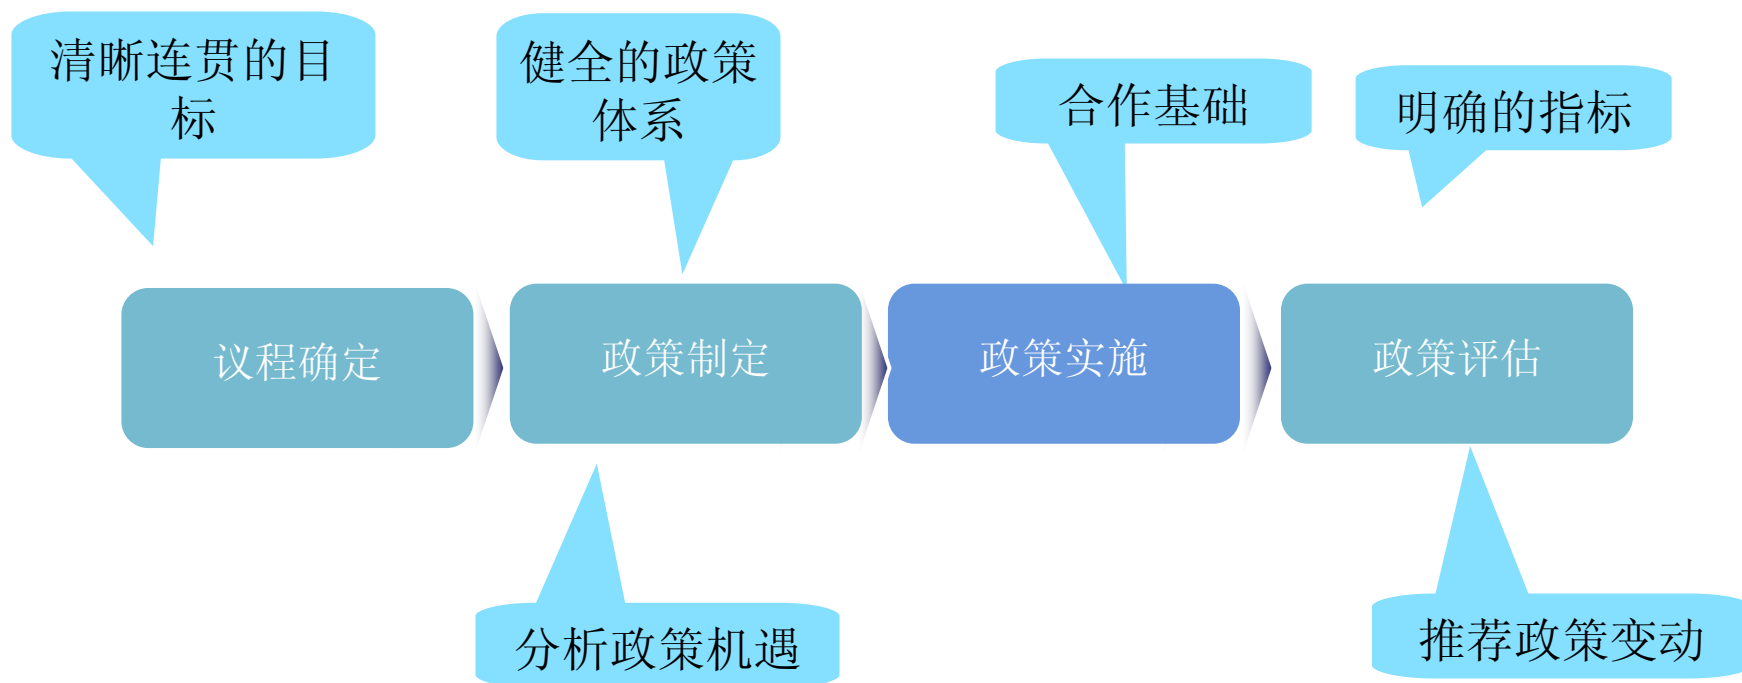 清晰连贯的目
标
健全的政策
体系
合作基础
明确的指标
议程确定
政策制定
政策实施
政策评估
分析政策机遇
推荐政策变动